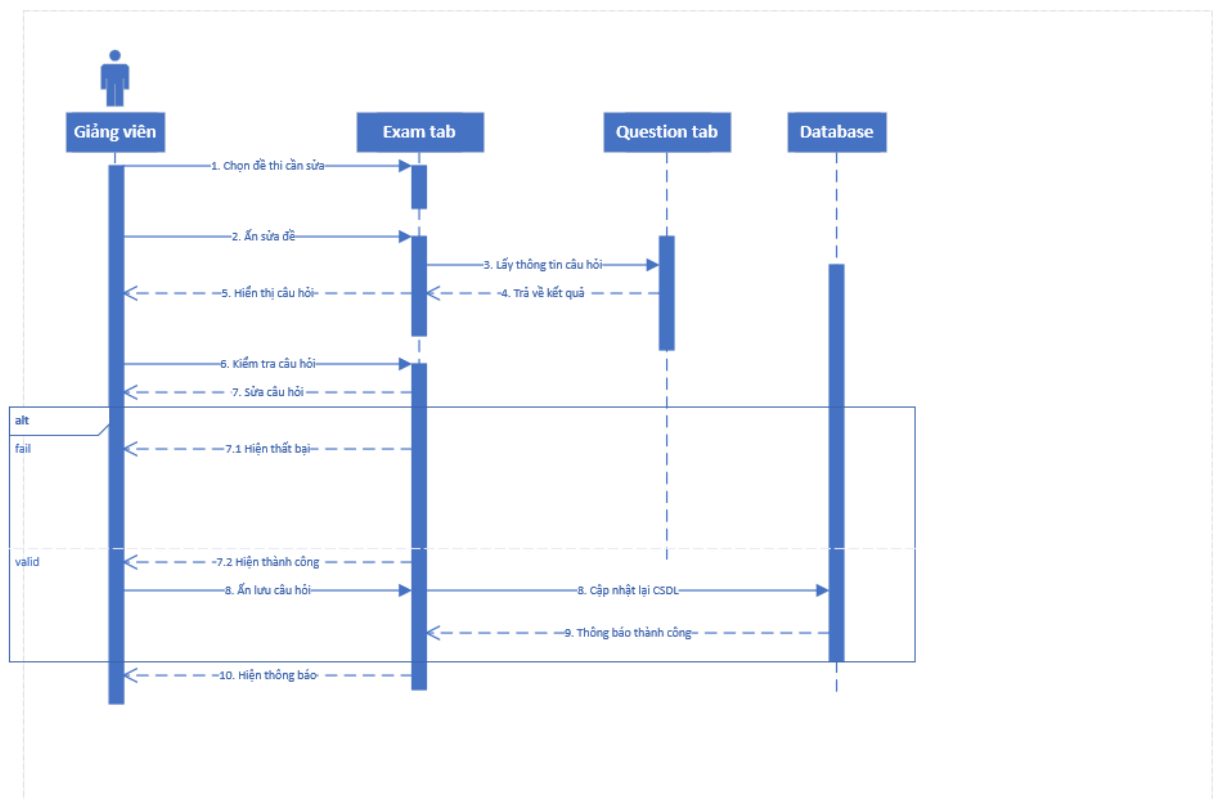 Giảng viên
Exam tab
Question tab
Database
1. Chọn đề thi cần sửa
2. Ấn sửa đề
3. Lấy thông tin câu hỏi
5. Hiển thị câu hỏi
4. Trả về kết quả
6. Kiểm tra câu hỏi
7. Sửa câu hỏi
alt
fail
7.1 Hiện thất bại
valid
7.2 Hiện thành công
8. Ấn lưu câu hỏi
8. Cập nhật lại CSDL
9. Thông báo thành công
10. Hiện thông báo